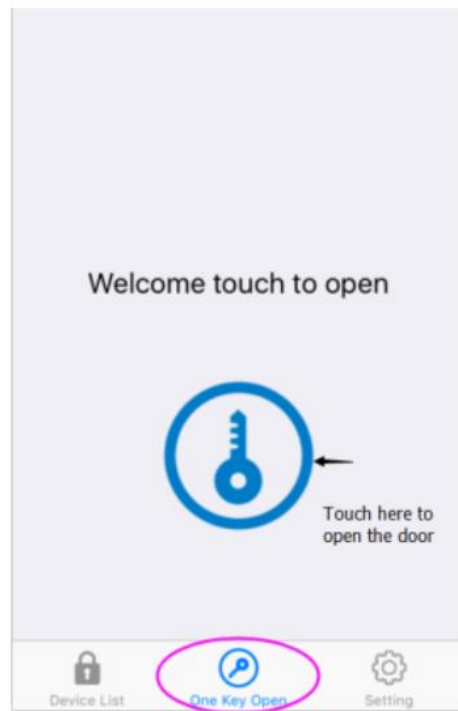 Welcome touch to open
Touch here to
open the door
Device List
One Key Open
Setting